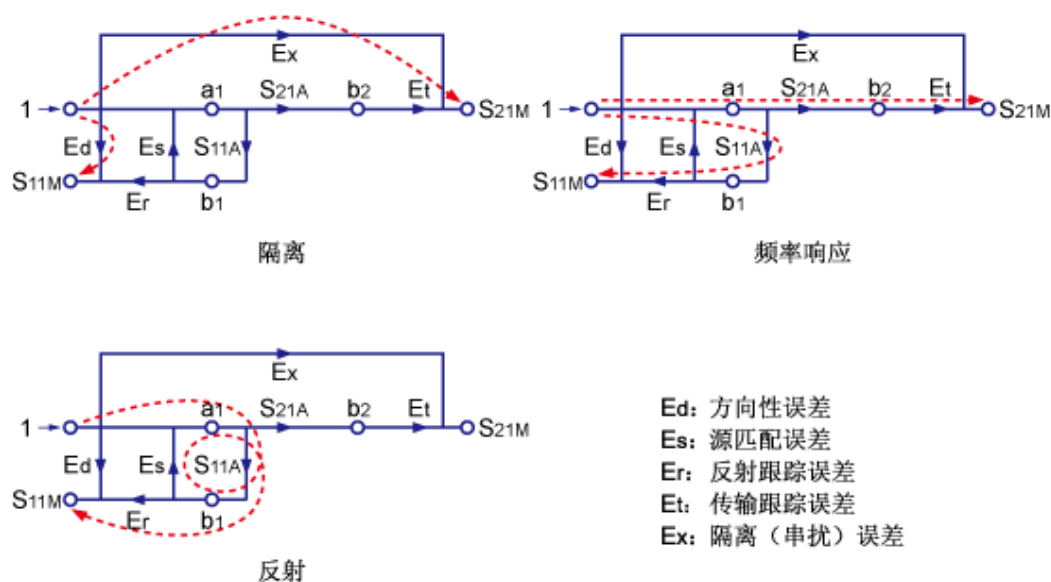 Ex
1 a1 S21A b2 Et S21M
Ed Es S11A
S11M Er b1
隔离
Ex
1 a1 S21A b2 Et S21M
Ed Es S11A
S11M Er b1
频率响应
Ex
1 a1 S21A b2 Et S21M
Ed Es S11A
S11M Er b1
反射
Ed: 方向性误差
Es: 源匹配误差
Er: 反射跟踪误差
Et: 传输跟踪误差
Ex: 隔离（串扰）误差